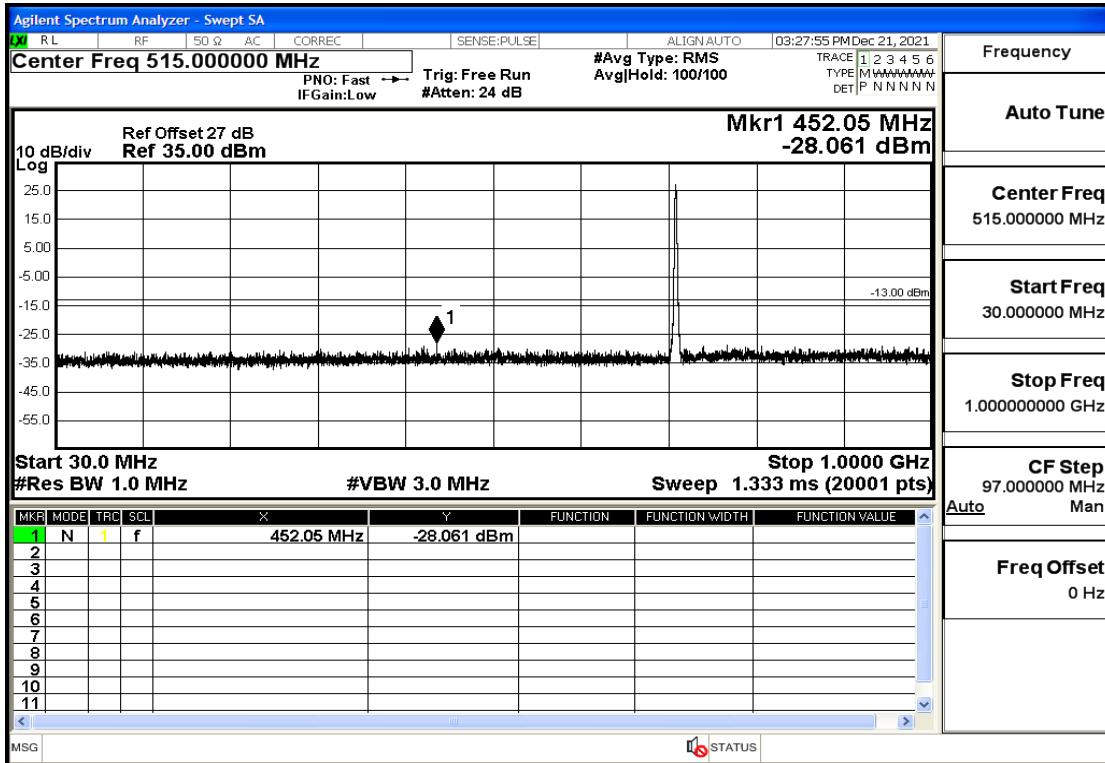 Agilent Spectrum Analyzer - Swept SA
LXI RL RF 50 Ω AC CORREC SENSE:PULSE ALIGN AUTO 03:27:55 PM Dec 21, 2021
Center Freq 515.000000 MHz
PNO: Fast
IFGain:Low
Trig: Free Run
#Atten: 24 dB
#Avg Type: RMS
Avg|Hold: 100/100
TRACE 1 2 3 4 5 6
TYPE M WWWWW
DET P N N N N N
Ref Offset 27 dB
10 dB/div Ref 35.00 dBm
Log
Mkr1 452.05 MHz
-28.061 dBm
25.0
15.0
5.00
-5.00
-13.00 dBm
-15.0
1
-25.0
-35.0
-45.0
-55.0
Start 30.0 MHz Stop 1.0000 GHz
#Res BW 1.0 MHz #VBW 3.0 MHz Sweep 1.333 ms (20001 pts)
MKR MODE TRC SCL X Y FUNCTION FUNCTION WIDTH FUNCTION VALUE
1 N 1 f 452.05 MHz -28.061 dBm
2
3
4
5
6
7
8
9
10
11
MSG STATUS
Frequency
Auto Tune
Center Freq
515.000000 MHz
Start Freq
30.000000 MHz
Stop Freq
1.000000000 GHz
CF Step
97.000000 MHz
Auto Man
Freq Offset
0 Hz